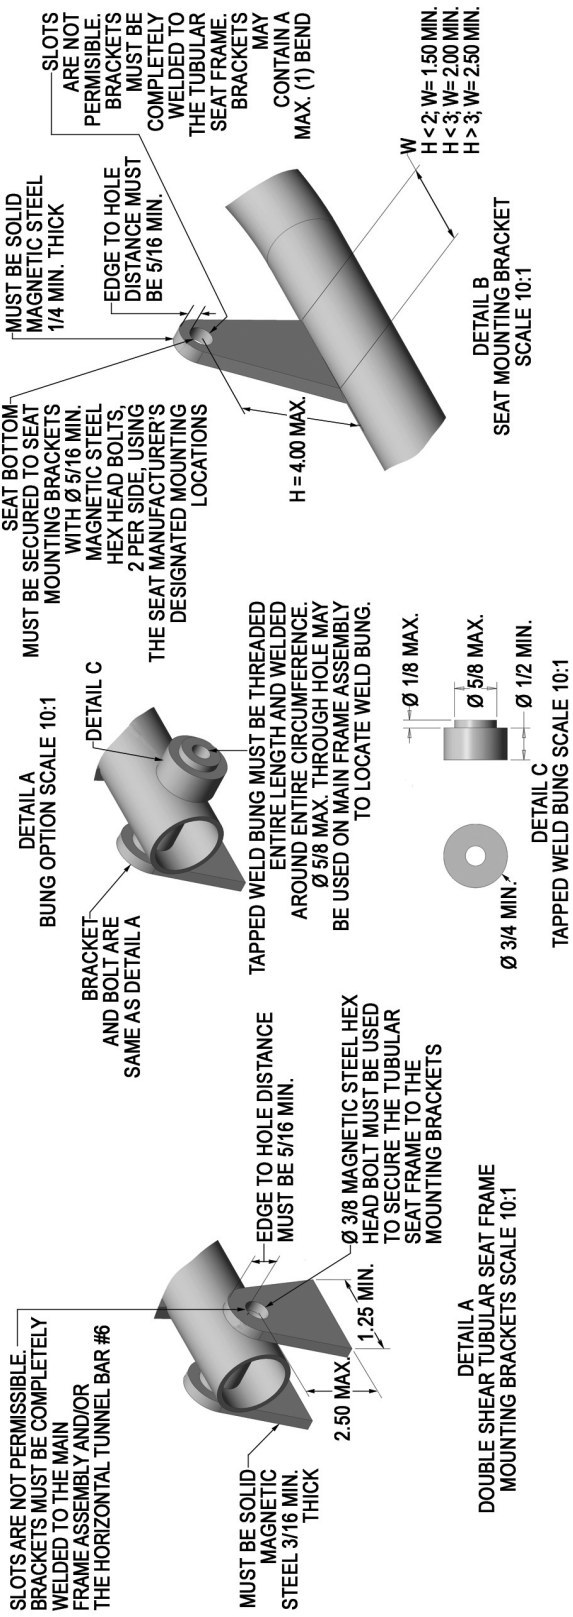 SLOTS ARE NOT PERMISSIBLE.
BRACKETS MUST BE COMPLETELY
WELDED TO THE MAIN
FRAME ASSEMBLY AND/OR
THE HORIZONTAL TUNNEL BAR #6
MUST BE SOLID
MAGNETIC
STEEL 3/16 MIN.
THICK
EDGE TO HOLE DISTANCE
MUST BE 5/16 MIN.
Ø 3/8 MAGNETIC STEEL HEX
HEAD BOLT MUST BE USED
TO SECURE THE TUBULAR
SEAT FRAME TO THE
MOUNTING BRACKETS
2.50 MAX.
1.25 MIN.
DETAIL A
DOUBLE SHEAR TUBULAR SEAT FRAME
MOUNTING BRACKETS SCALE 10:1
DETAIL A
BUNG OPTION SCALE 10:1
BRACKET
AND BOLT ARE
SAME AS DETAIL A
DETAIL C
TAPPED WELD BUNG MUST BE THREADED
ENTIRE LENGTH AND WELDED
AROUND ENTIRE CIRCUMFERENCE.
Ø 5/8 MAX. THROUGH HOLE MAY
BE USED ON MAIN FRAME ASSEMBLY
TO LOCATE WELD BUNG.
Ø 1/8 MAX.
Ø 5/8 MAX.
Ø 1/2 MIN.
Ø 3/4 MIN.
DETAIL C
TAPPED WELD BUNG SCALE 10:1
SEAT BOTTOM
MUST BE SECURED TO SEAT
MOUNTING BRACKETS
WITH Ø 5/16 MIN.
MAGNETIC STEEL
HEX HEAD BOLTS,
2 PER SIDE, USING
THE SEAT MANUFACTURER'S
DESIGNATED MOUNTING
LOCATIONS
MUST BE SOLID
MAGNETIC STEEL
1/4 MIN. THICK
EDGE TO HOLE
DISTANCE MUST
BE 5/16 MIN.
SLOTS
ARE NOT
PERMISIBLE.
BRACKETS
MUST BE
COMPLETELY
WELDED TO
THE TUBULAR
SEAT FRAME.
BRACKETS
MAY
CONTAIN A
MAX. (1) BEND
H = 4.00 MAX.
W
H < 2; W= 1.50 MIN.
H < 3; W= 2.00 MIN.
H > 3; W= 2.50 MIN.
DETAIL B
SEAT MOUNTING BRACKET
SCALE 10:1